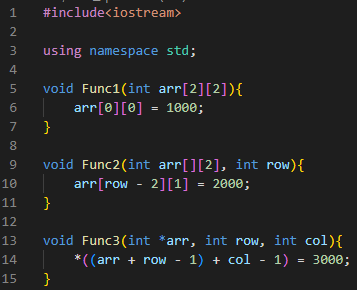 1 #include<iostream>
2
3 using namespace std;
4
5 void Func1(int arr[2][2]){
6 arr[0][0] = 1000;
7 }
8
9 void Func2(int arr[][2], int row){
10 arr[row - 2][1] = 2000;
11 }
12
13 void Func3(int *arr, int row, int col){
14 *((arr + row - 1) + col - 1) = 3000;
15 }